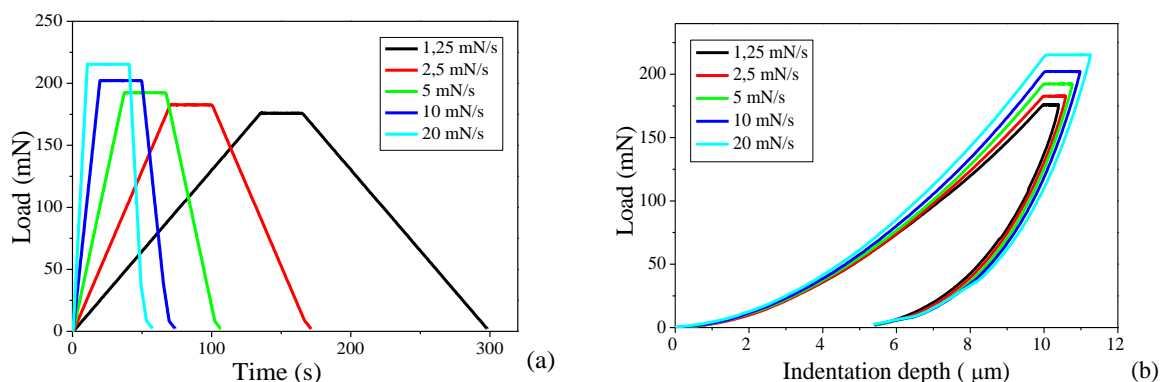 250
200
150
100
50
0
Load (mN)
1,25 mN/s
2,5 mN/s
5 mN/s
10 mN/s
20 mN/s
0 100 200 300
Time (s)
(a)
200
150
100
50
0
Load (mN)
1,25 mN/s
2,5 mN/s
5 mN/s
10 mN/s
20 mN/s
0 2 4 6 8 10 12
Indentation depth ( μm)
(b)